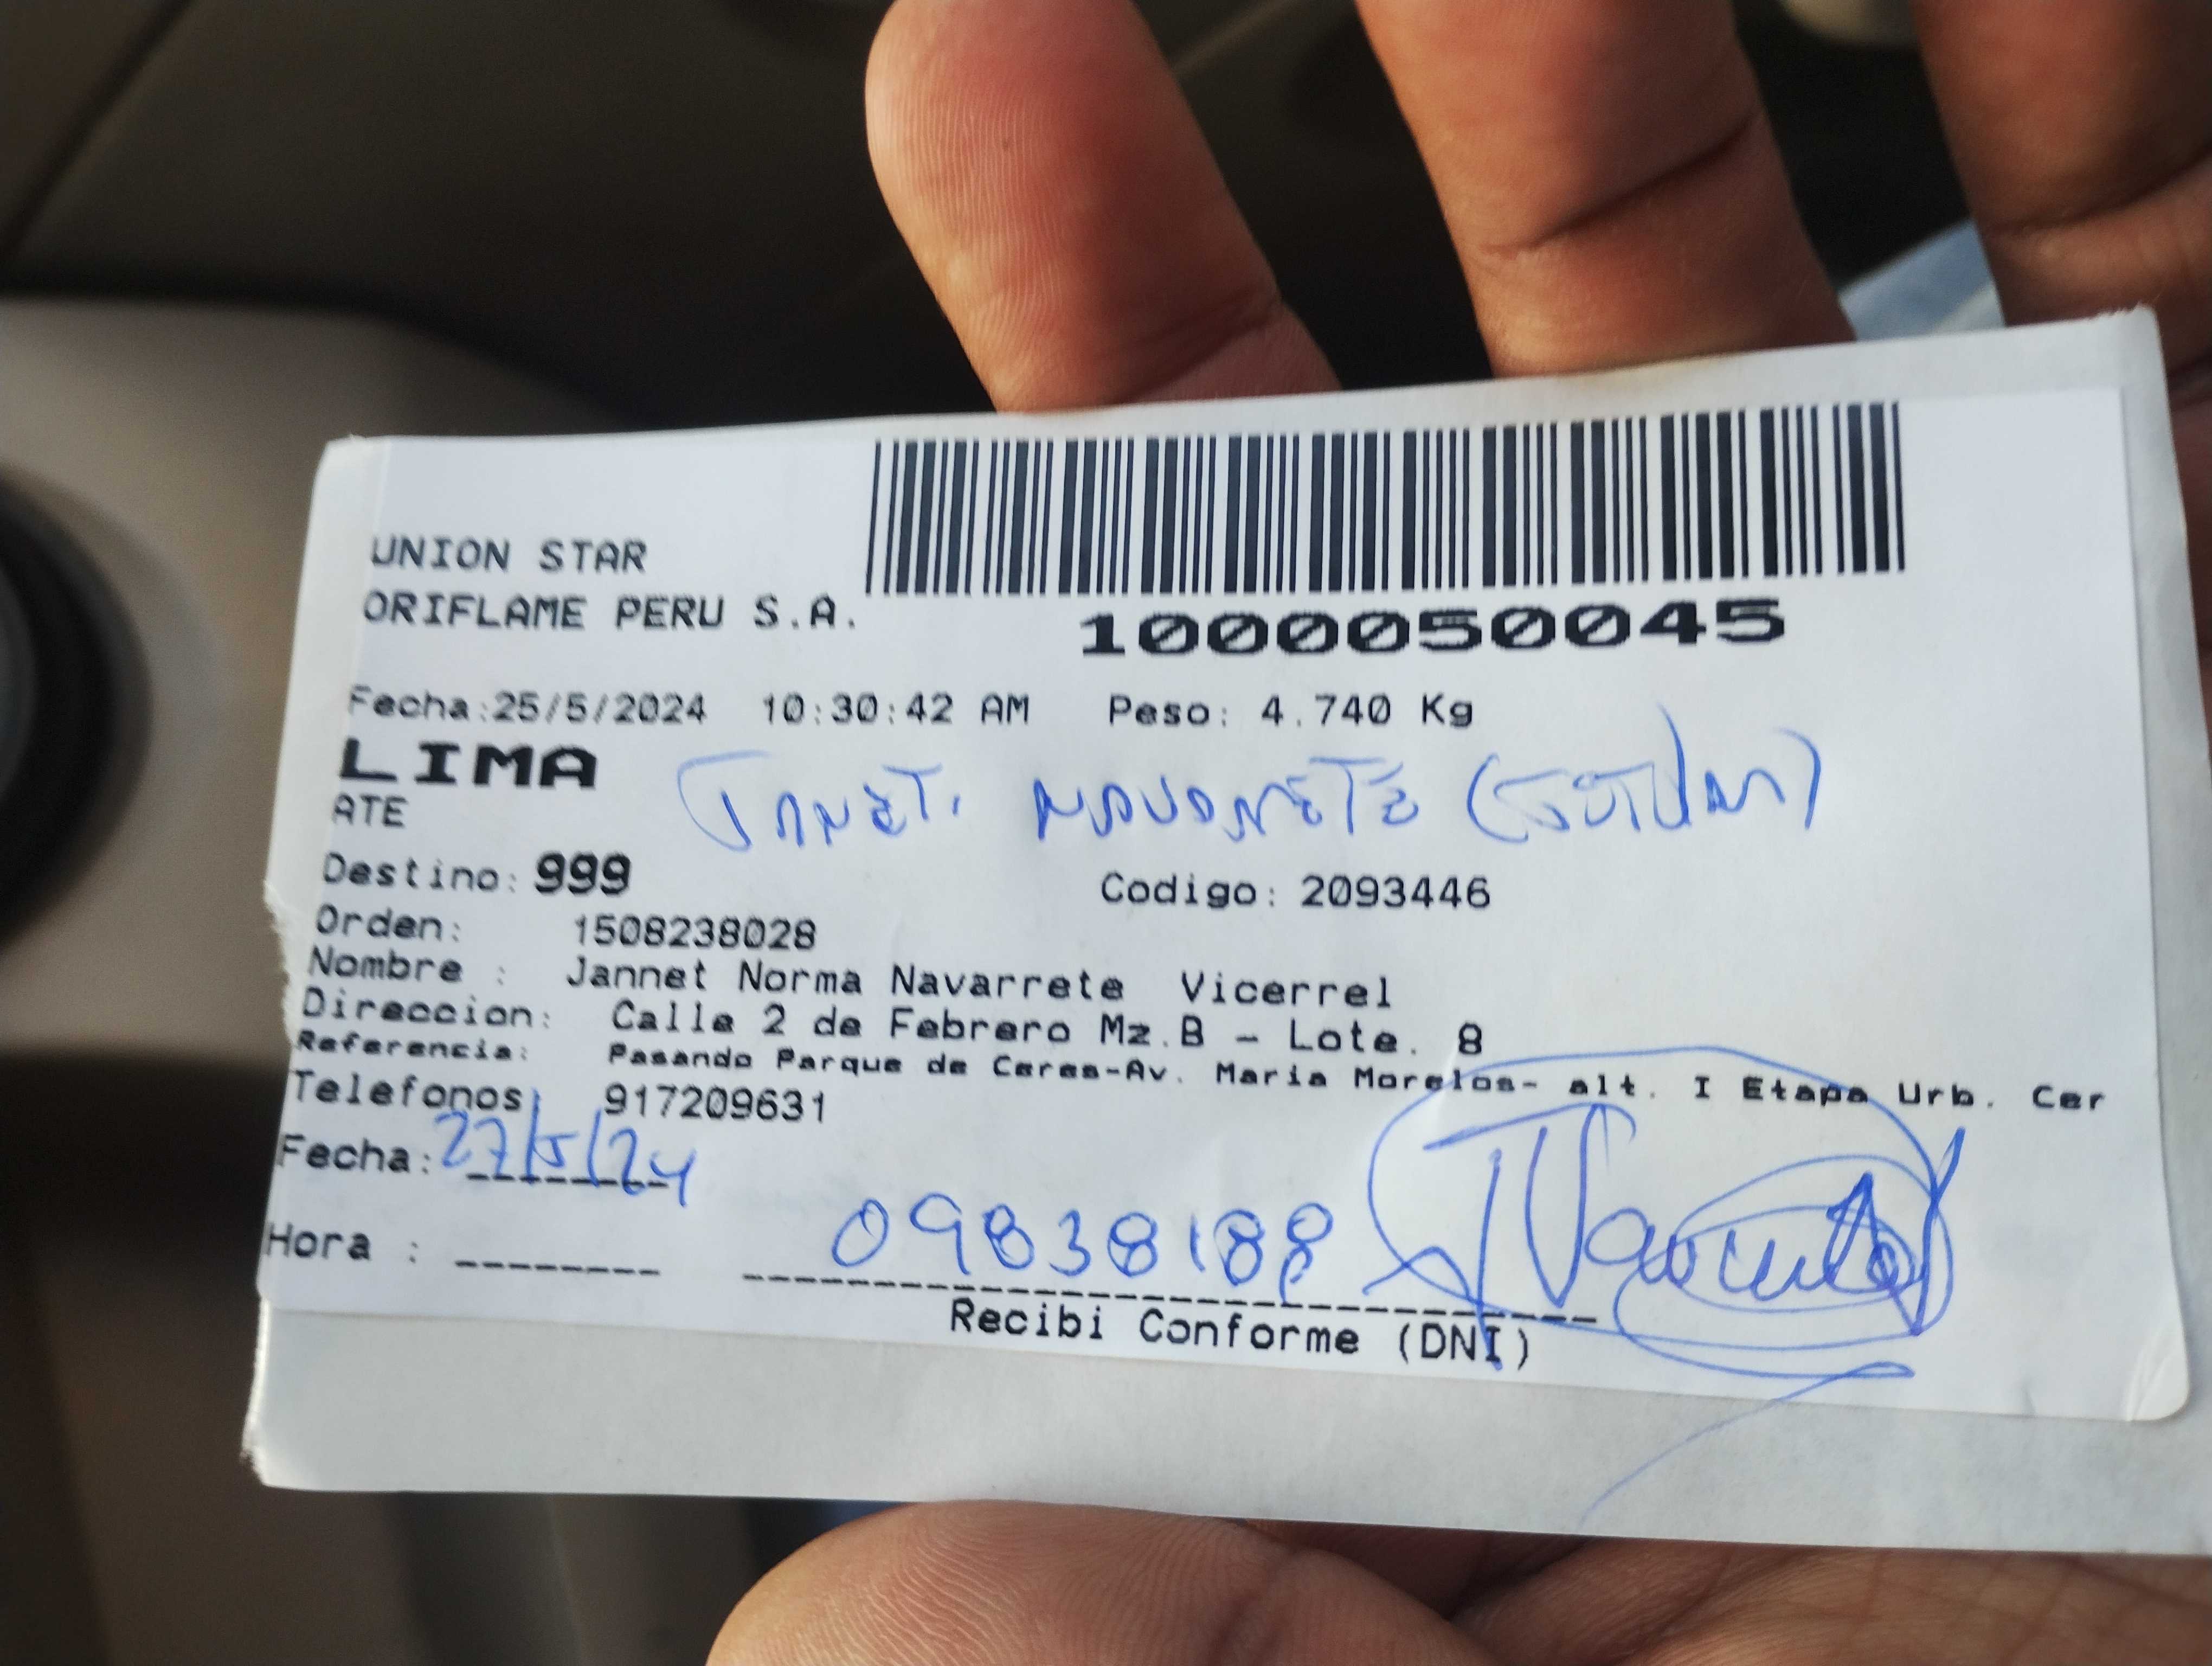 UNION STAR
ORIFLAME PERU S.A.
1000050045
Fecha:25/5/2024 10:30:42 AM Peso: 4.740 Kg
LIMA
JANET. NAVARRETE (TITULAR)
ATE
Destino: 999 Codigo: 2093446
Orden: 1508238028
Nombre : Jannet Norma Navarrete Vicerrel
Direccion: Calle 2 de Febrero Mz.B - Lote. 8
Referencia: Pasando Parque de Ceres-Av. Maria Morelos- alt. I Etapa Urb. Cer
Telefonos 917209631
Fecha: 27/5/24
Hora :
09838188
Recibi Conforme (DNI)